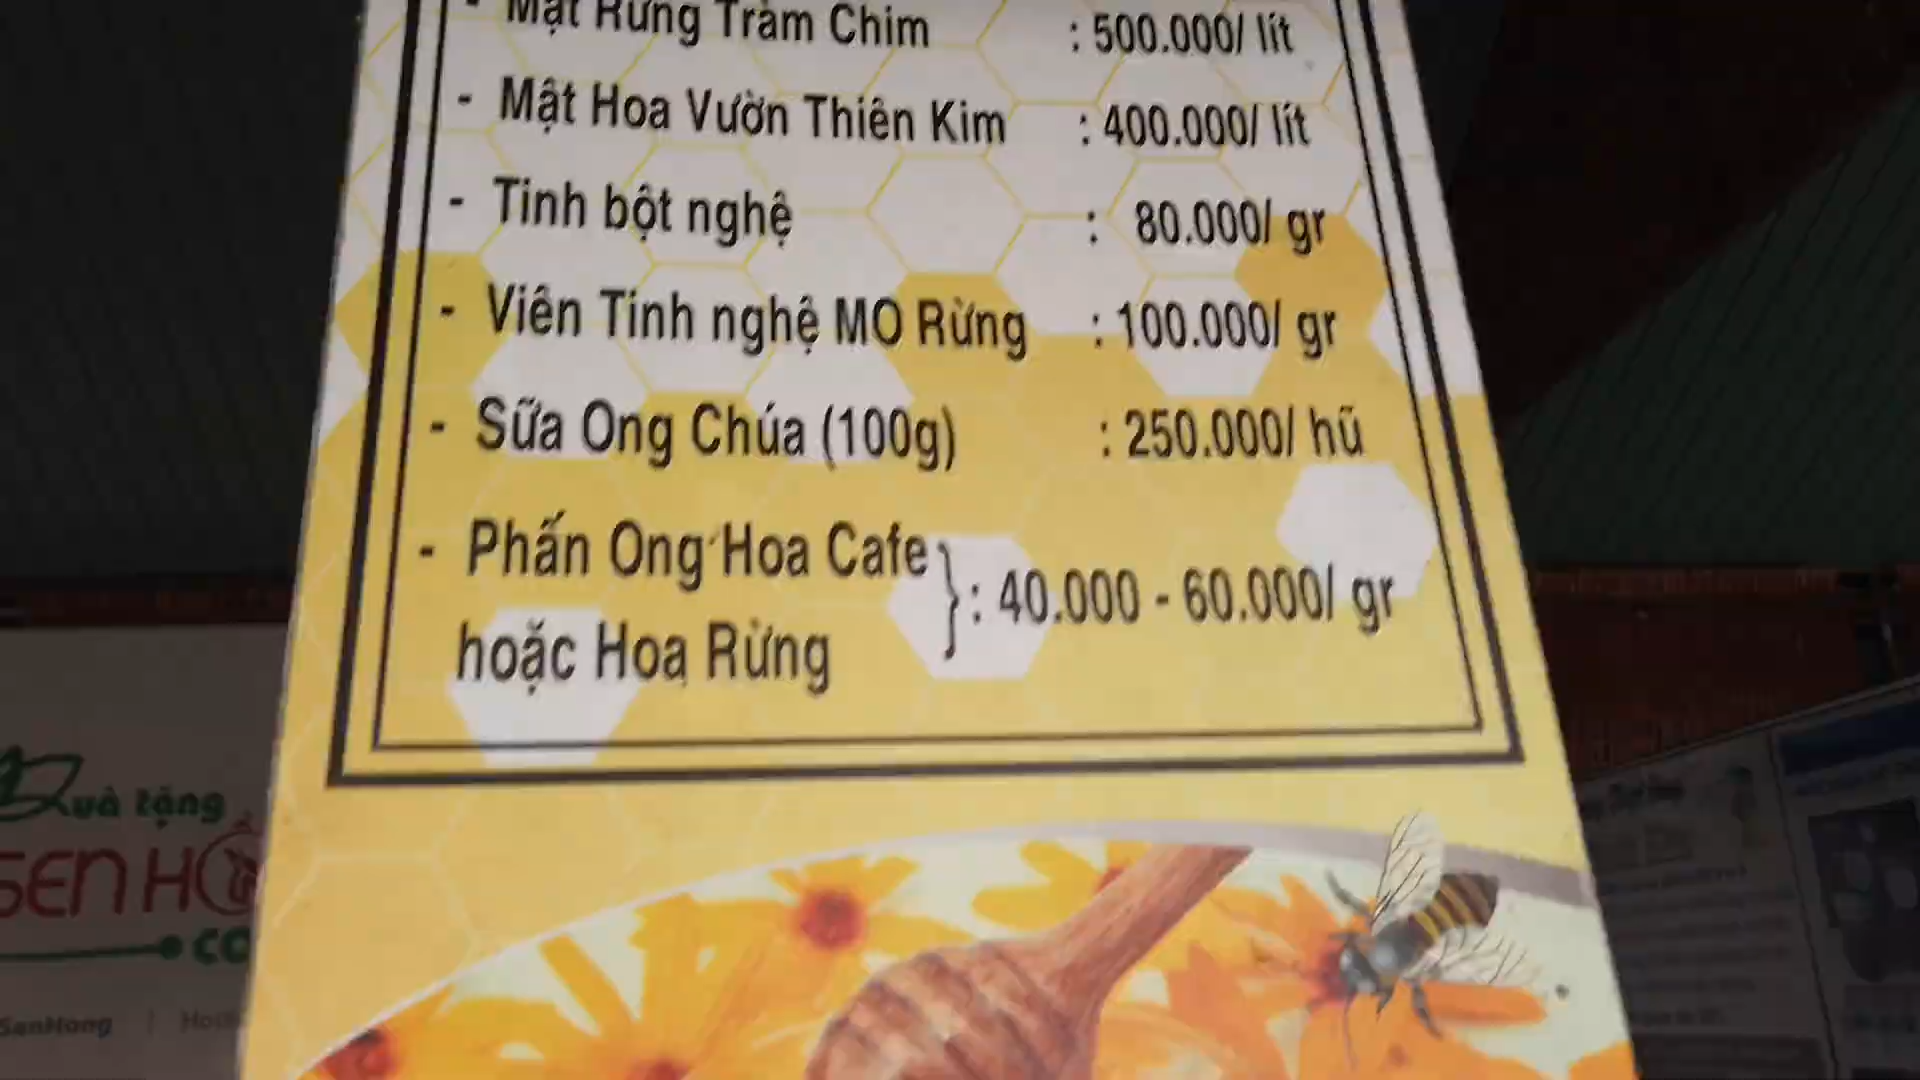 - Mật Rừng Tràm Chim : 500.000/ lít
- Mật Hoa Vườn Thiên Kim : 400.000/ lít
- Tinh bột nghệ : 80.000/ gr
- Viên Tinh nghệ MO Rừng : 100.000/ gr
- Sữa Ong Chúa (100g) : 250.000/ hũ
- Phấn Ong Hoa Cafe
hoặc Hoa Rừng } : 40.000 - 60.000/ gr
Quà tặng
SEN HỒ
CO
SenHong